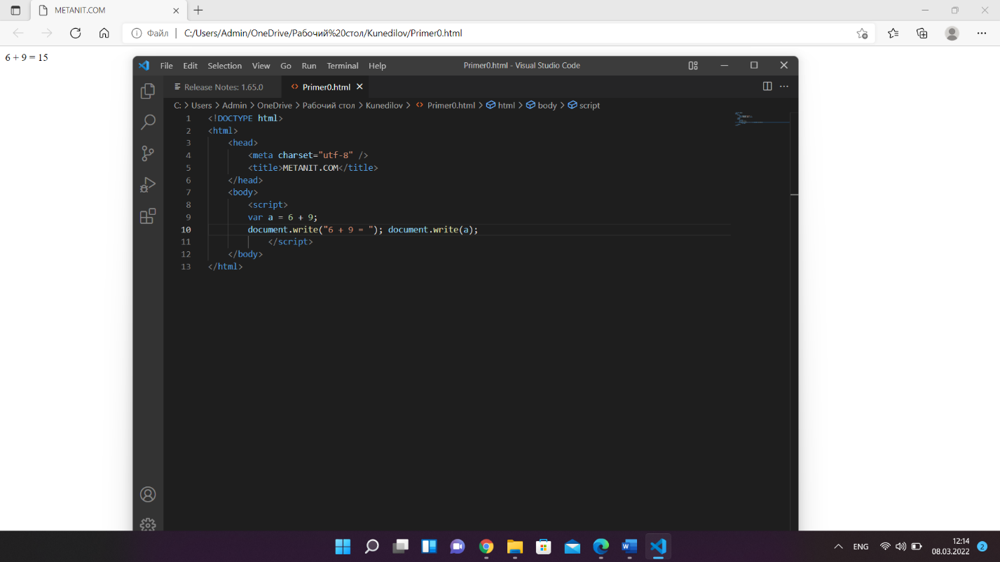 METANIT.COM
Файл | C:/Users/Admin/OneDrive/Рабочий%20стол/Kunedilov/Primer0.html
6 + 9 = 15
File Edit Selection View Go Run Terminal Help Primer0.html - Visual Studio Code
Release Notes: 1.65.0 <> Primer0.html
C: > Users > Admin > OneDrive > Рабочий стол > Kunedilov > <> Primer0.html > html > body > script
1 <!DOCTYPE html>
2 <html>
3 <head>
4 <meta charset="utf-8" />
5 <title>METANIT.COM</title>
6 </head>
7 <body>
8 <script>
9 var a = 6 + 9;
10 document.write("6 + 9 = "); document.write(a);
11 </script>
12 </body>
13 </html>
ENG
12:14
08.03.2022
2